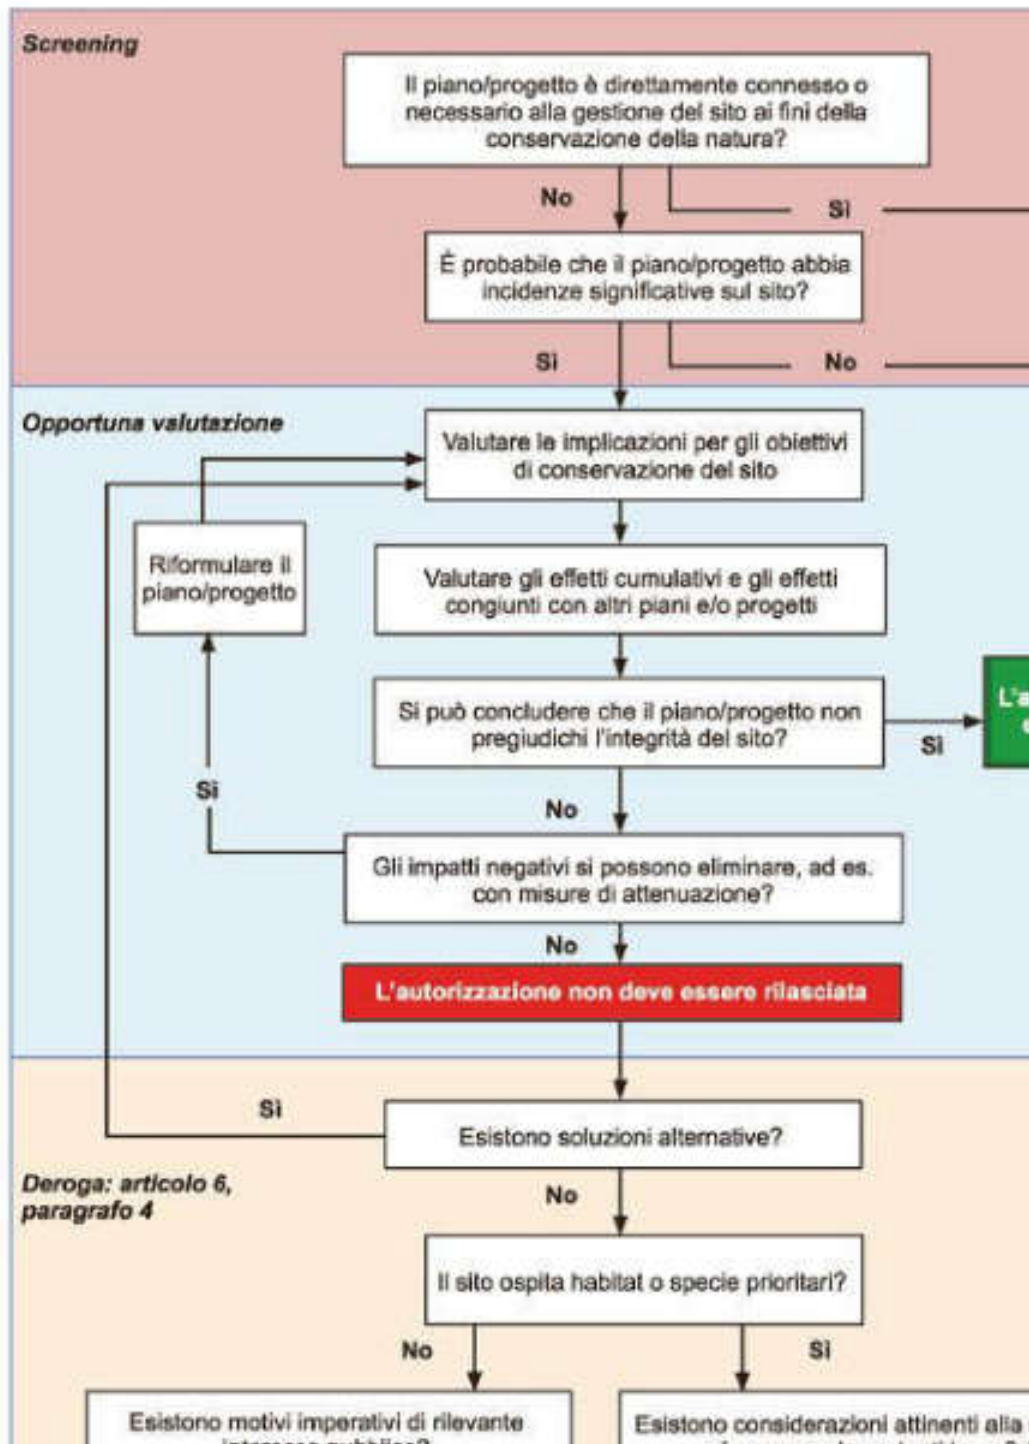 Screening
Il piano/progetto è direttamente connesso o
necessario alla gestione del sito ai fini della
conservazione della natura?
No
Sì
È probabile che il piano/progetto abbia
incidenze significative sul sito?
Sì
No
Opportuna valutazione
Valutare le implicazioni per gli obiettivi
di conservazione del sito
Riformulare il
piano/progetto
Valutare gli effetti cumulativi e gli effetti
congiunti con altri piani e/o progetti
Si può concludere che il piano/progetto non
pregiudichi l'integrità del sito?
Sì
Sì
No
Gli impatti negativi si possono eliminare, ad es.
con misure di attenuazione?
No
L'autorizzazione non deve essere rilasciata
Sì
Esistono soluzioni alternative?
Deroga: articolo 6,
paragrafo 4
No
Il sito ospita habitat o specie prioritari?
No
Sì
Esistono motivi imperativi di rilevante
interesse pubblico?
Esistono considerazioni attinenti alla